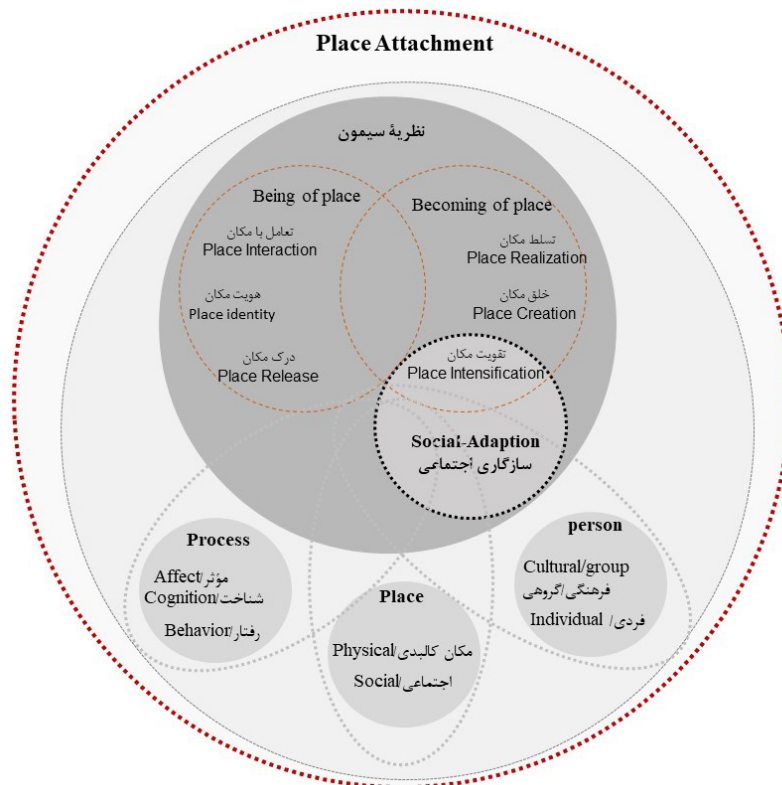 Place Attachment
نظریهٔ سیمون
Being of place
تعامل با مکان
Place Interaction
هویت مکان
Place identity
درک مکان
Place Release
Becoming of place
تسلط مکان
Place Realization
خلق مکان
Place Creation
تقویت مکان
Place Intensification
Social-Adaption
سازگاری اجتماعی
Process
Affect/مؤثر
Cognition/شناخت
Behavior/رفتار
Place
Physical/مکان کالبدی
Social/اجتماعی
person
Cultural/group
فرهنگی/گروهی
Individual /فردی